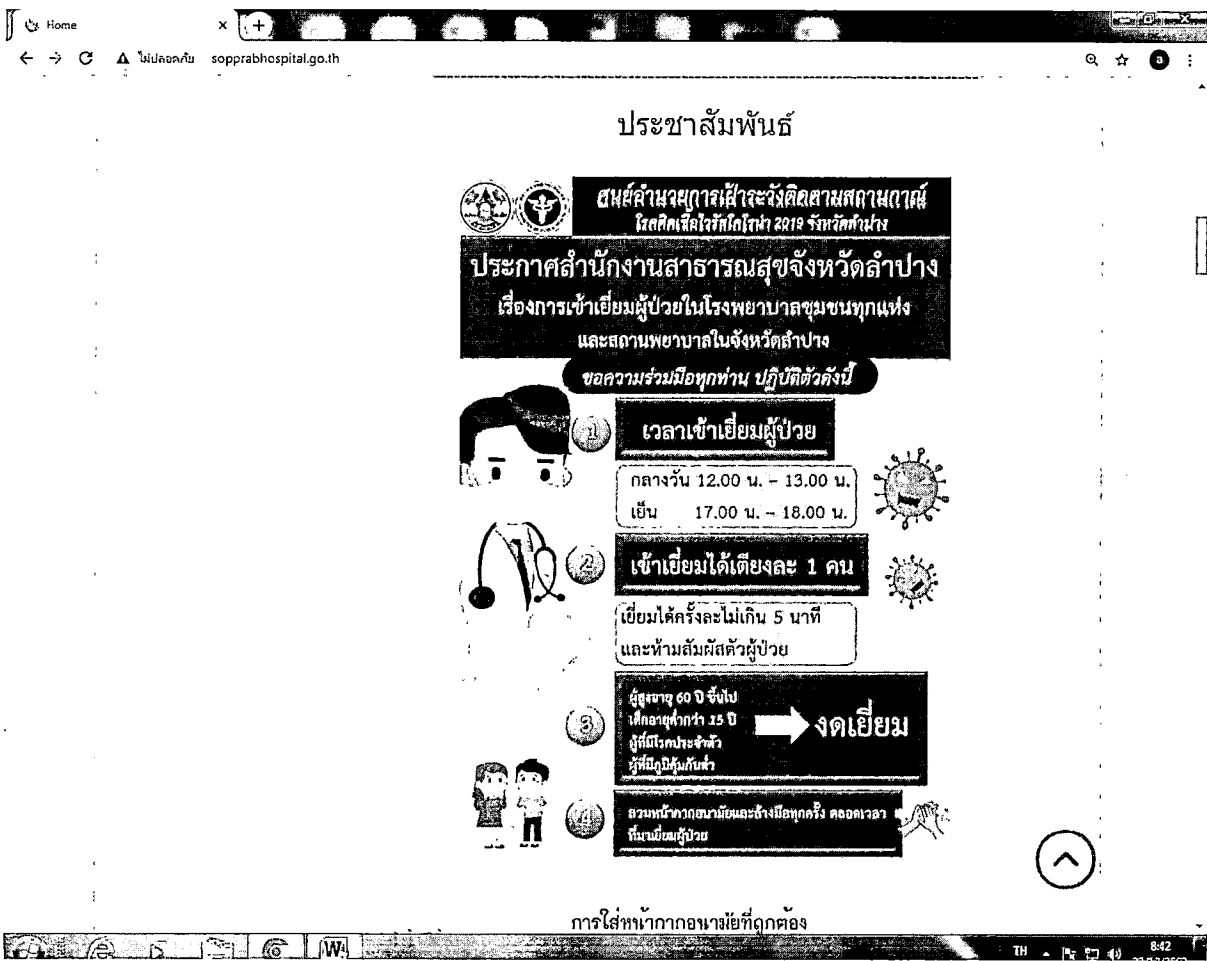 Home
ไม่ปลอดภัย sopprabhospital.go.th
a
ประชาสัมพันธ์
ศูนย์อำนวยการเฝ้าระวังติดตามสถานการณ์
โรคติดเชื้อไวรัสโคโรน่า 2019 จังหวัดลำปาง
ประกาศสำนักงานสาธารณสุขจังหวัดลำปาง
เรื่องการเข้าเยี่ยมผู้ป่วยในโรงพยาบาลชุมชนทุกแห่ง
และสถานพยาบาลในจังหวัดลำปาง
ขอความร่วมมือทุกท่าน ปฏิบัติตัวดังนี้
1 เวลาเข้าเยี่ยมผู้ป่วย
กลางวัน 12.00 น. – 13.00 น.
เย็น 17.00 น. – 18.00 น.
2 เข้าเยี่ยมได้เตียงละ 1 คน
เยี่ยมได้ครั้งละไม่เกิน 5 นาที
และห้ามสัมผัสตัวผู้ป่วย
3
ผู้สูงอายุ 60 ปี ขึ้นไป
เด็กอายุต่ำกว่า 15 ปี
ผู้ที่มีโรคประจำตัว
ผู้ที่มีภูมิคุ้มกันต่ำ
งดเยี่ยม
4
สวมหน้ากากอนามัยและล้างมือทุกครั้ง ตลอดเวลา
ที่มาเยี่ยมผู้ป่วย
การใส่หน้ากากอนามัยที่ถูกต้อง
W
TH 8:42